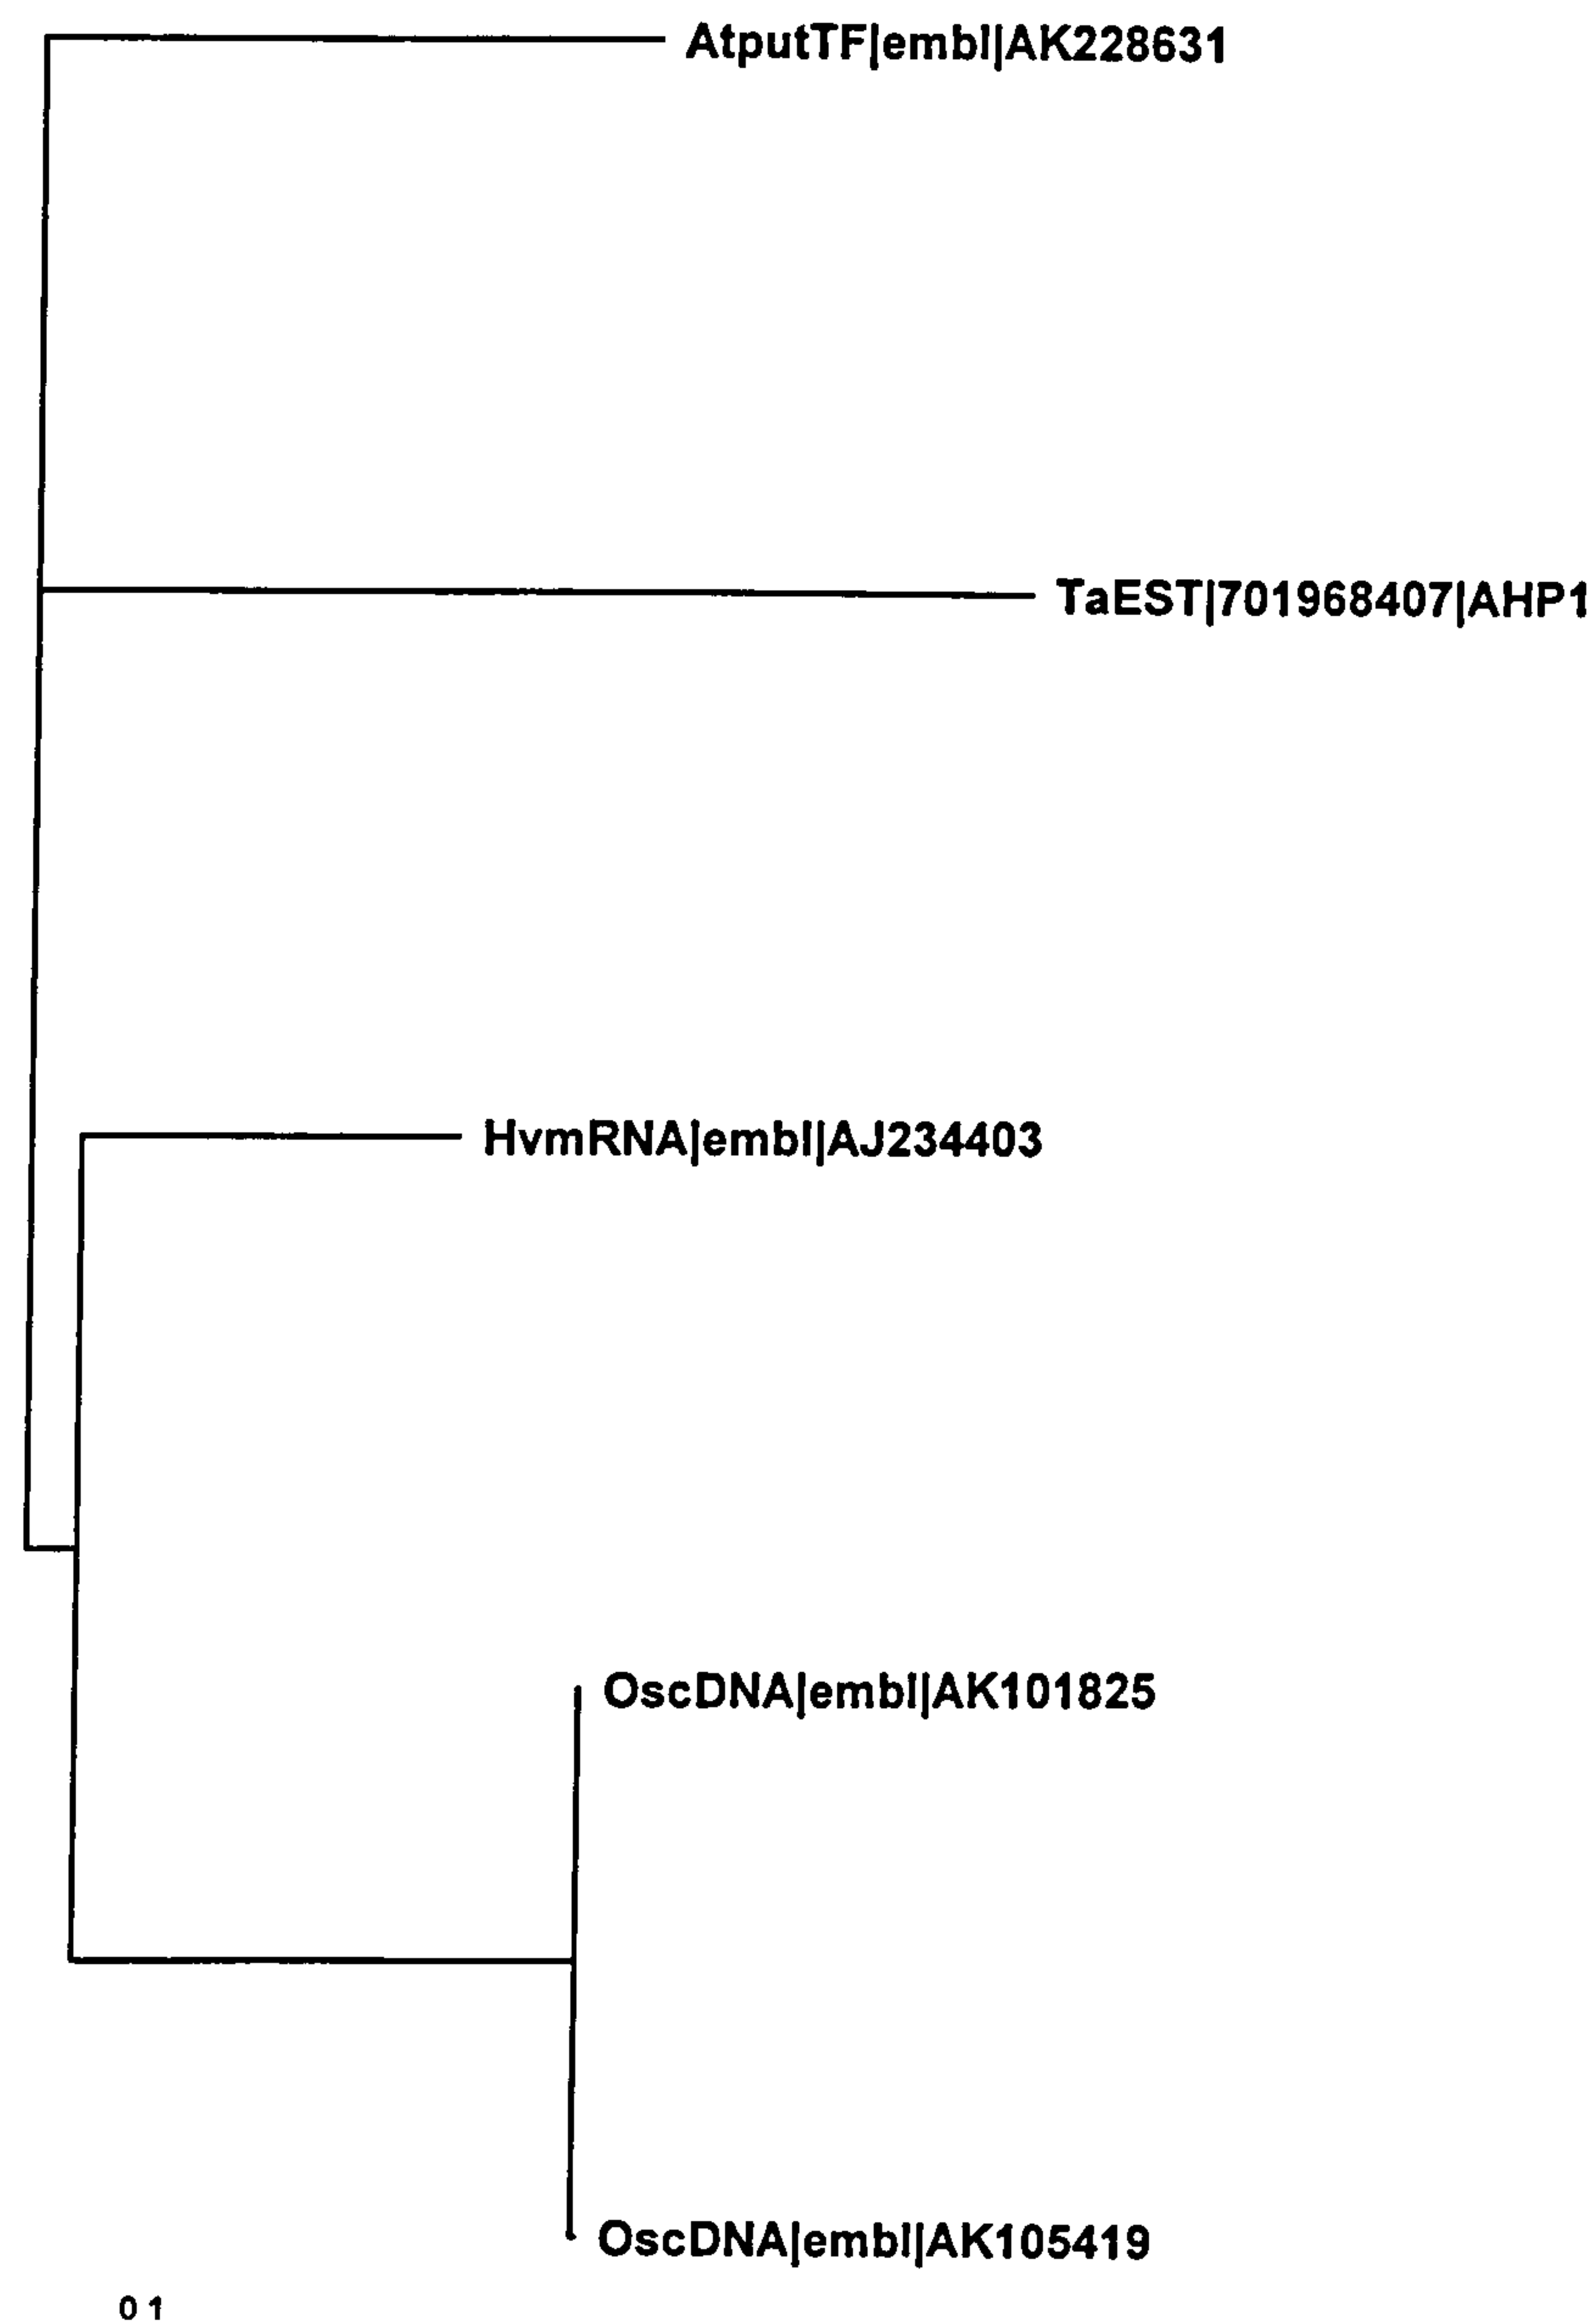 AtputTF|embl|AK228631
TaEST|701968407|AHP1
HvmRNA|embl|AJ234403
OscDNA|embl|AK101825
OscDNA|embl|AK105419
0 1